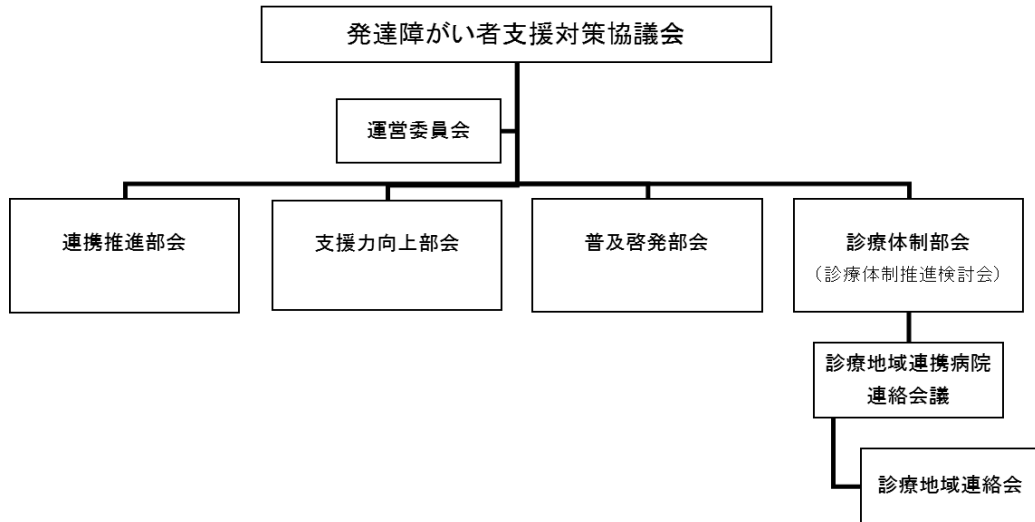 発達障がい者支援対策協議会
運営委員会
連携推進部会
支援力向上部会
普及啓発部会
診療体制部会
（診療体制推進検討会）
診療地域連携病院
連絡会議
診療地域連絡会